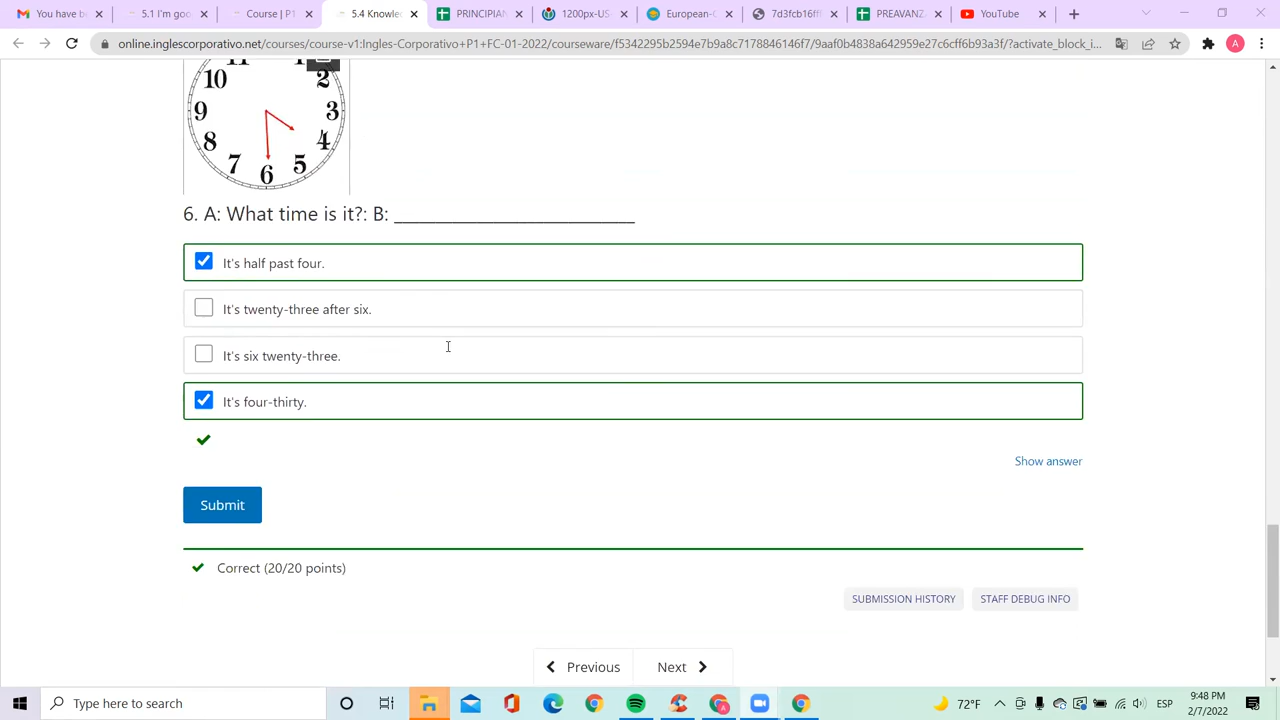 You have b
5.1 I'm goo
Course | P1
5.4 Knowle
PRINCIPIAN
1200px-US-
European-C
7d3fcb16ff
PREAVANZA
YouTube
online.inglescorporativo.net/courses/course-v1:Ingles-Corporativo+P1+FC-01-2022/courseware/f5342295b2594e7b9a8c7178846146f7/9aaf0b4838a642959e27c6cff6b93a3f/?activate_block_i...
A
11 1
10 2
9 3
8 4
7 6 5
6. A: What time is it?: B: ___________________________
It's half past four.
It's twenty-three after six.
It's six twenty-three.
It's four-thirty.
Show answer
Submit
Correct (20/20 points)
SUBMISSION HISTORY STAFF DEBUG INFO
Previous Next
Type here to search
72°F
ESP
9:48 PM
2/7/2022